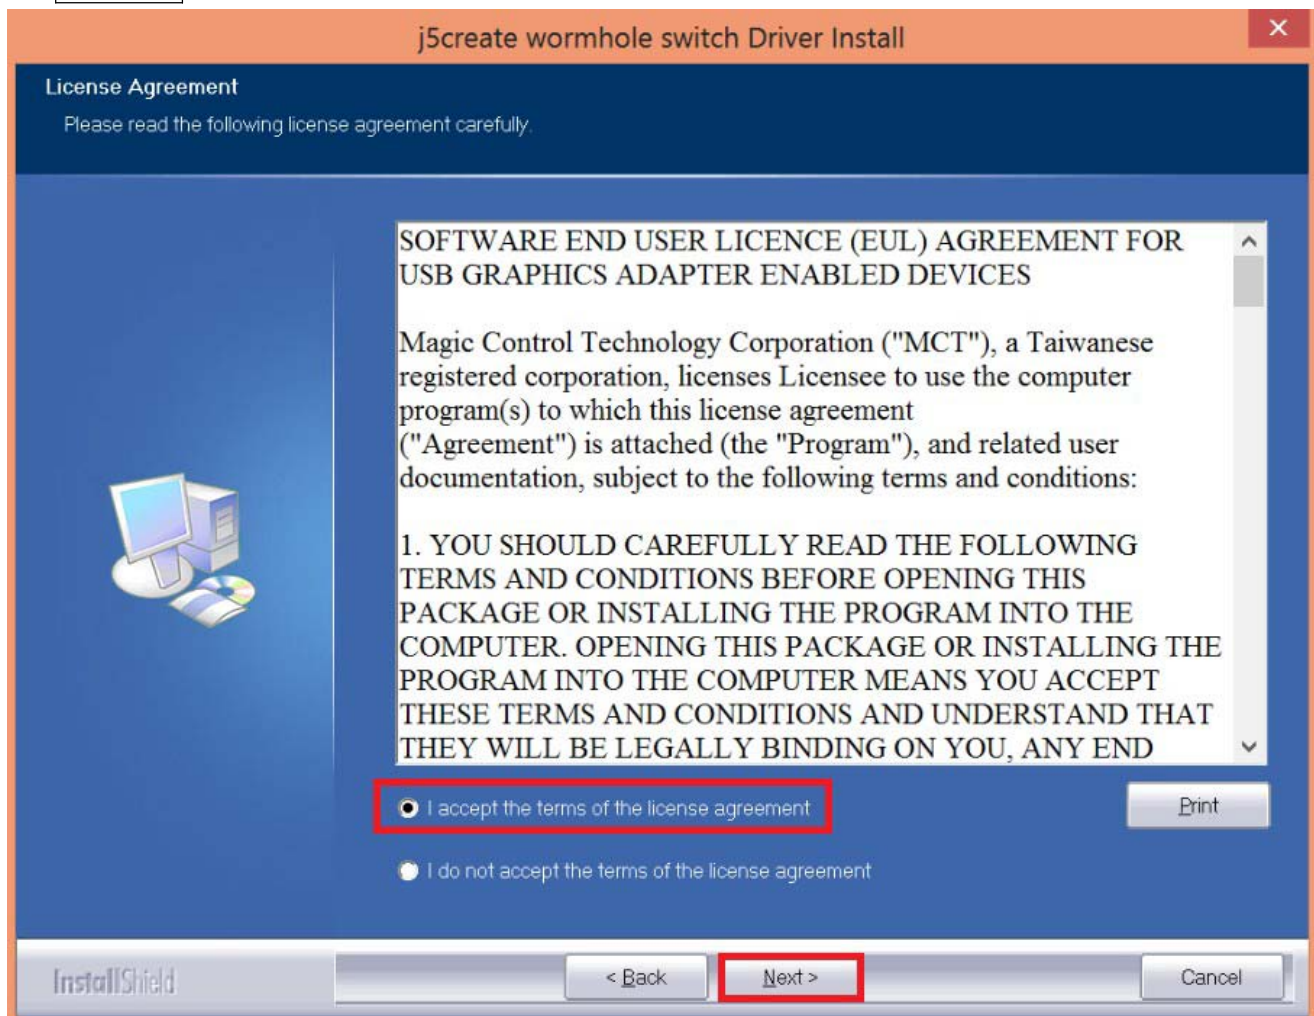 j5create wormhole switch Driver Install
License Agreement
Please read the following license agreement carefully.
SOFTWARE END USER LICENCE (EUL) AGREEMENT FOR
USB GRAPHICS ADAPTER ENABLED DEVICES
Magic Control Technology Corporation ("MCT"), a Taiwanese
registered corporation, licenses Licensee to use the computer
program(s) to which this license agreement
("Agreement") is attached (the "Program"), and related user
documentation, subject to the following terms and conditions:
1. YOU SHOULD CAREFULLY READ THE FOLLOWING
TERMS AND CONDITIONS BEFORE OPENING THIS
PACKAGE OR INSTALLING THE PROGRAM INTO THE
COMPUTER. OPENING THIS PACKAGE OR INSTALLING THE
PROGRAM INTO THE COMPUTER MEANS YOU ACCEPT
THESE TERMS AND CONDITIONS AND UNDERSTAND THAT
THEY WILL BE LEGALLY BINDING ON YOU, ANY END
I accept the terms of the license agreement
Print
I do not accept the terms of the license agreement
InstallShield
< Back
Next >
Cancel